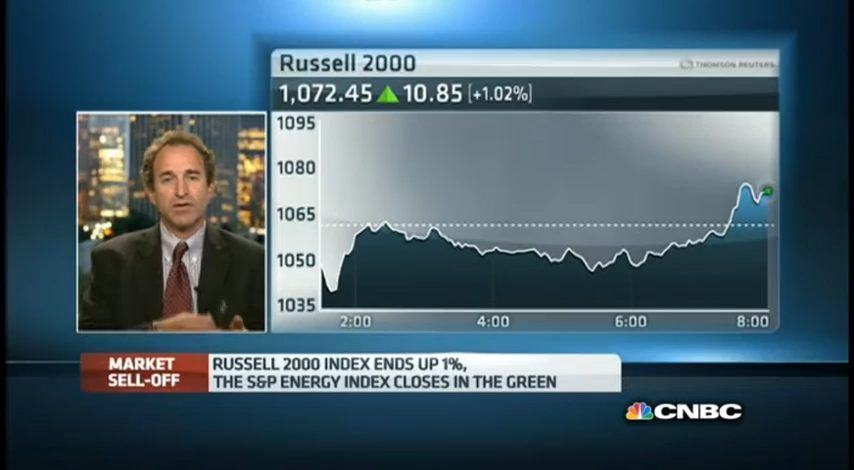 Russell 2000
THOMSON REUTERS
1,072.45 10.85 [+1.02%]
1095
1080
1065
1050
1035
2:00 4:00 6:00 8:00
MARKET
SELL-OFF
RUSSELL 2000 INDEX ENDS UP 1%,
THE S&P ENERGY INDEX CLOSES IN THE GREEN
CNBC